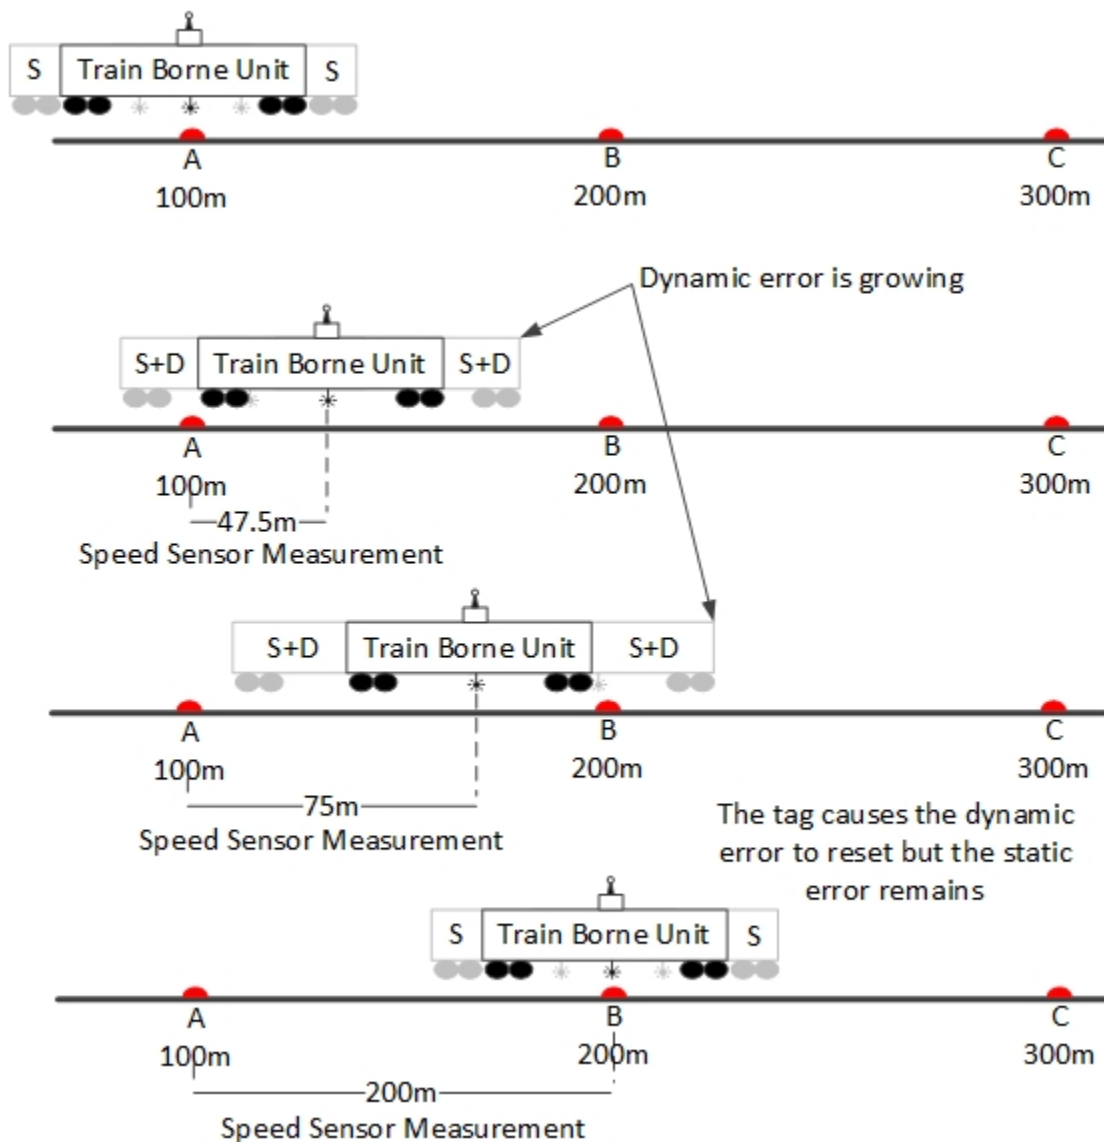 S Train Borne Unit S
A B C
100m 200m 300m
Dynamic error is growing
S+D Train Borne Unit S+D
A B C
100m 200m 300m
47.5m
Speed Sensor Measurement
S+D Train Borne Unit S+D
A B C
100m 200m 300m
75m
Speed Sensor Measurement
The tag causes the dynamic
error to reset but the static
error remains
S Train Borne Unit S
A B C
100m 200m 300m
200m
Speed Sensor Measurement